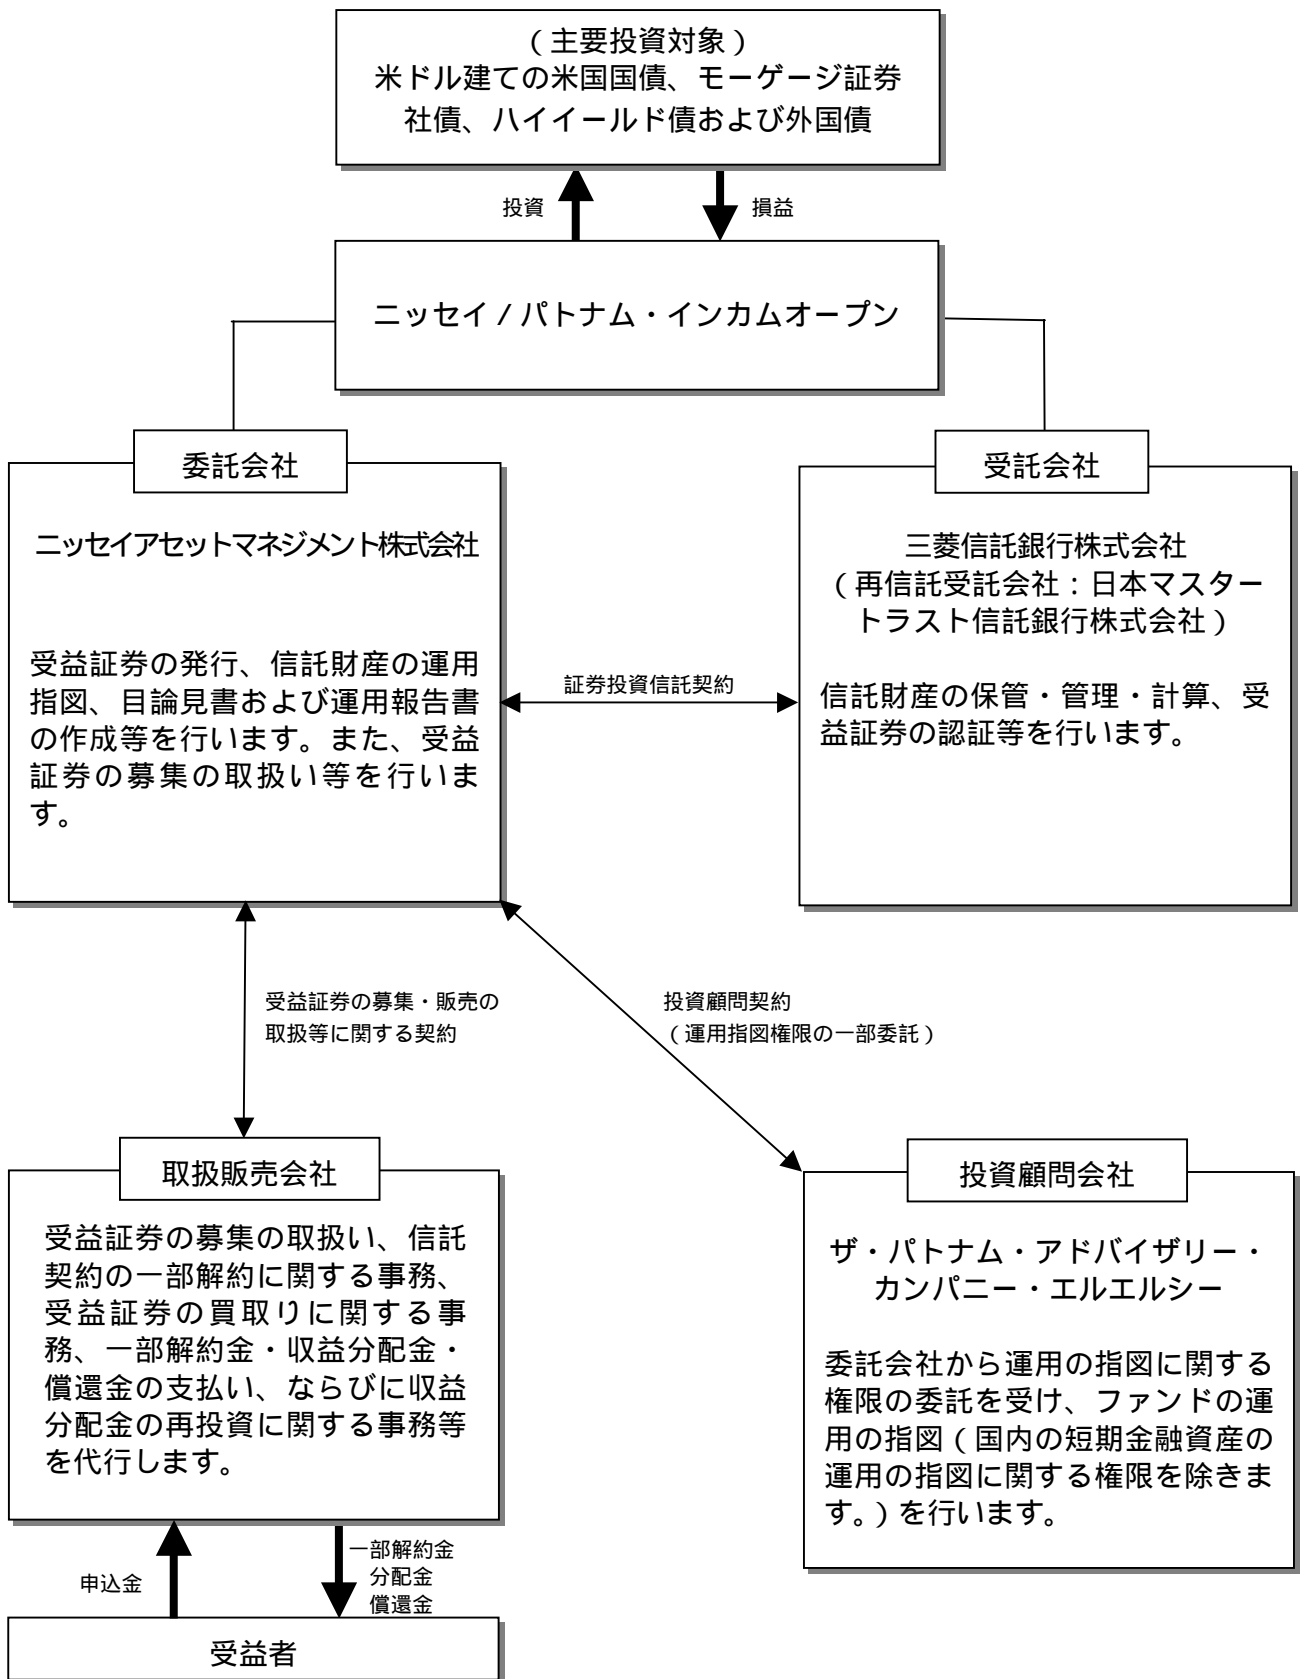 （主要投資対象）
米ドル建ての米国国債、モーゲージ証券
社債、ハイイールド債および外国債
投資
損益
ニッセイ／パトナム・インカムオープン
委託会社
ニッセイアセットマネジメント株式会社
受益証券の発行、信託財産の運用
指図、目論見書および運用報告書
の作成等を行います。また、受益
証券の募集の取扱い等を行いま
す。
証券投資信託契約
受託会社
三菱信託銀行株式会社
（再信託受託会社：日本マスター
トラスト信託銀行株式会社）
信託財産の保管・管理・計算、受
益証券の認証等を行います。
受益証券の募集・販売の
取扱等に関する契約
投資顧問契約
（運用指図権限の一部委託）
取扱販売会社
受益証券の募集の取扱い、信託
契約の一部解約に関する事務、
受益証券の買取りに関する事
務、一部解約金・収益分配金・
償還金の支払い、ならびに収益
分配金の再投資に関する事務等
を代行します。
投資顧問会社
ザ・パトナム・アドバイザリー・
カンパニー・エルエルシー
委託会社から運用の指図に関する
権限の委託を受け、ファンドの運
用の指図（国内の短期金融資産の
運用の指図に関する権限を除きま
す。）を行います。
申込金
一部解約金
分配金
償還金
受益者